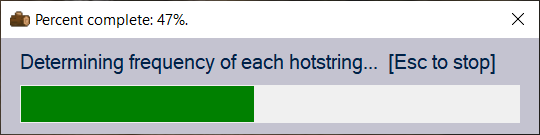 Percent complete: 47%.
Determining frequency of each hotstring...  [Esc to stop]